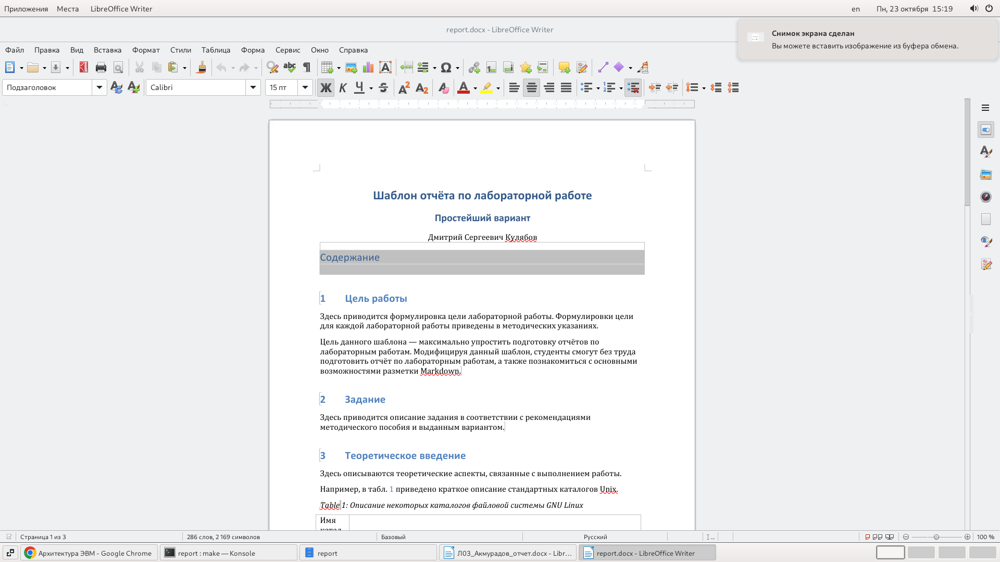 Приложения Места LibreOffice Writer en Пн, 23 октября 15:19
report.docx - LibreOffice Writer
Снимок экрана сделан
Вы можете вставить изображение из буфера обмена.
Файл Правка Вид Вставка Формат Стили Таблица Форма Сервис Окно Справка
Подзаголовок Calibri 15 пт
Шаблон отчёта по лабораторной работе
Простейший вариант
Дмитрий Сергеевич Кулябов
Содержание
1 Цель работы
Здесь приводится формулировка цели лабораторной работы. Формулировки цели
для каждой лабораторной работы приведены в методических указаниях.
Цель данного шаблона — максимально упростить подготовку отчётов по
лабораторным работам. Модифицируя данный шаблон, студенты смогут без труда
подготовить отчёт по лабораторным работам, а также познакомиться с основными
возможностями разметки Markdown.
2 Задание
Здесь приводится описание задания в соответствии с рекомендациями
методического пособия и выданным вариантом.
3 Теоретическое введение
Здесь описываются теоретические аспекты, связанные с выполнением работы.
Например, в табл. 1 приведено краткое описание стандартных каталогов Unix.
Table 1: Описание некоторых каталогов файловой системы GNU Linux
Имя
катал
Страница 1 из 3 286 слов, 2 169 символов Базовый Русский 100 %
Архитектура ЭВМ - Google Chrome report : make — Konsole report Л03_Акмурадов_отчет.docx - Libr... report.docx - LibreOffice Writer